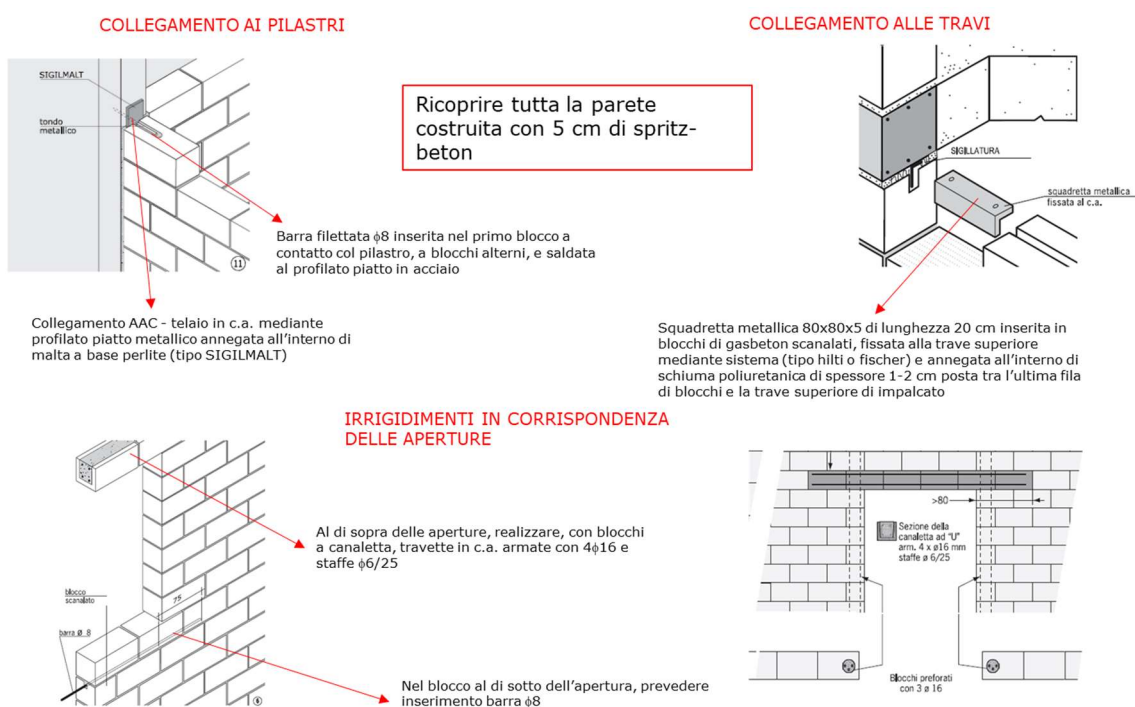 COLLEGAMENTO AI PILASTRI
SIGILMALT
tondo
metallico
11
Barra filettata ϕ8 inserita nel primo blocco a
contatto col pilastro, a blocchi alterni, e saldata
al profilato piatto in acciaio
Collegamento AAC - telaio in c.a. mediante
profilato piatto metallico annegata all’interno di
malta a base perlite (tipo SIGILMALT)
Ricoprire tutta la parete
costruita con 5 cm di spritz-
beton
COLLEGAMENTO ALLE TRAVI
SIGILLATURA
squadretta metallica
fissata al c.a.
Squadretta metallica 80x80x5 di lunghezza 20 cm inserita in
blocchi di gasbeton scanalati, fissata alla trave superiore
mediante sistema (tipo hilti o fischer) e annegata all’interno di
schiuma poliuretanica di spessore 1-2 cm posta tra l’ultima fila
di blocchi e la trave superiore di impalcato
IRRIGIDIMENTI IN CORRISPONDENZA
DELLE APERTURE
Al di sopra delle aperture, realizzare, con blocchi
a canaletta, travette in c.a. armate con 4ϕ16 e
staffe ϕ6/25
blocco
scanalato
75
barra Ø 8
Nel blocco al di sotto dell’apertura, prevedere
inserimento barra ϕ8
>80
Sezione della
canaletta ad "U"
arm. 4 x ø16 mm
staffe ø 6/25
Blocchi preforati
con 3 ø 16